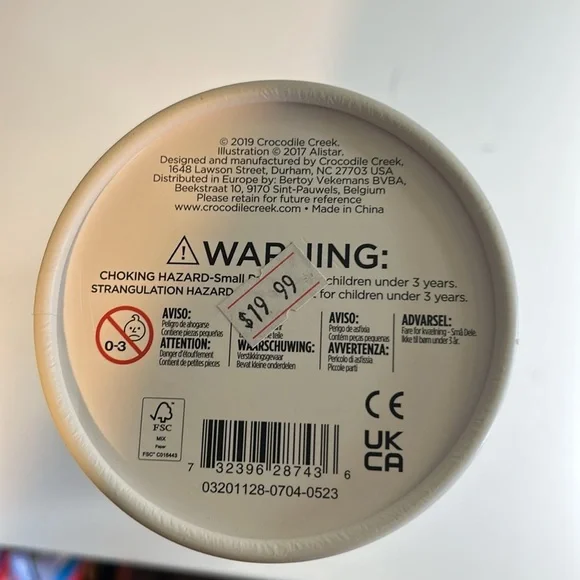 © 2019 Crocodile Creek.
Illustration © 2017 Alistar.
Designed and manufactured by Crocodile Creek,
1648 Lawson Street, Durham, NC 27703 USA
Distributed in Europe by: Bertoy Vekemans BVBA,
Beekstraat 10, 9170 Sint-Pauwels, Belgium
Please retain for future reference
www.crocodilecreek.com • Made in China
WARNING:
CHOKING HAZARD-Small children under 3 years.
STRANGULATION HAZARD for children under 3 years.
$19.99
0-3
AVISO:
Peligro de ahogarse
Contiene piezas pequeñas
ATTENTION:
Danger d'étouffement
Contient de petites pièces
teile
WAARSCHUWING:
Verstikkingsgevaar
Bevat kleine onderdelen
AVISO:
Perigo de asfixia
Contém peças pequenas
AVVERTENZA:
Pericolo di asfissia
Piccole parti
ADVARSEL:
Fare for kvælning - Små Dele.
Ikke til børn under 3 år.
FSC
MIX
Paper
FSC® C016443
CE
UK
CA
7 32396 28743 6
03201128-0704-0523